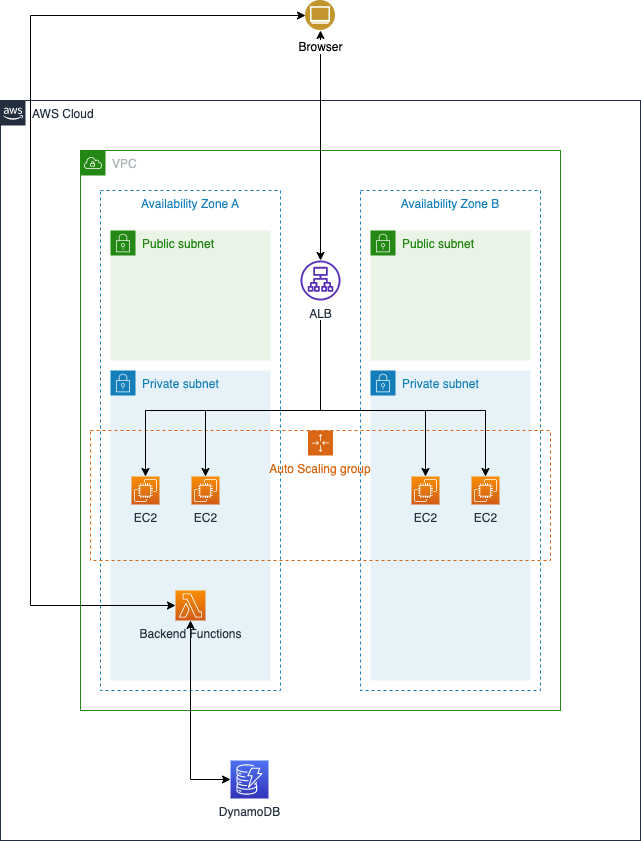 Browser
aws
AWS Cloud
VPC
Availability Zone A
Availability Zone B
Public subnet
Public subnet
ALB
Private subnet
Private subnet
Auto Scaling group
EC2
EC2
EC2
EC2
Backend Functions
DynamoDB